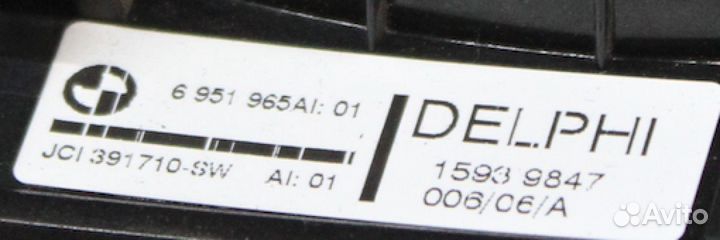 6 951 965AI: 01
JCI 391710-SW AI: 01
DELPHI
1593 9847
006/06/A
Avito